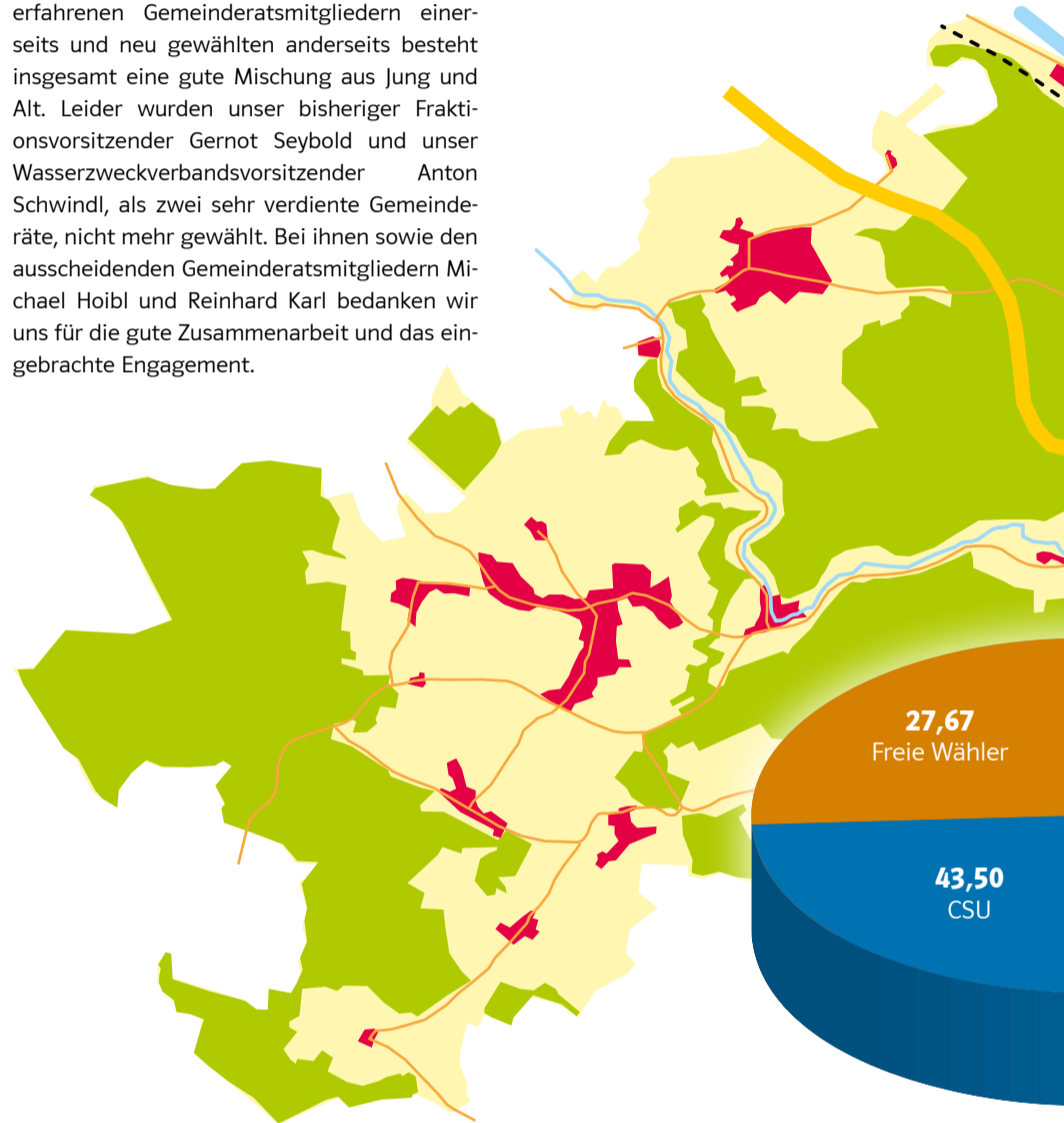 erfahrenen Gemeinderatsmitgliedern einer-
seits und neu gewählten anderseits besteht
insgesamt eine gute Mischung aus Jung und
Alt. Leider wurden unser bisheriger Frakti-
onsvorsitzender Gernot Seybold und unser
Wasserzweckverbandsvorsitzender Anton
Schwindl, als zwei sehr verdiente Gemeinde-
räte, nicht mehr gewählt. Bei ihnen sowie den
ausscheidenden Gemeinderatsmitgliedern Mi-
chael Hoibl und Reinhard Karl bedanken wir
uns für die gute Zusammenarbeit und das ein-
gebrachte Engagement.
27,67
Freie Wähler
43,50
CSU